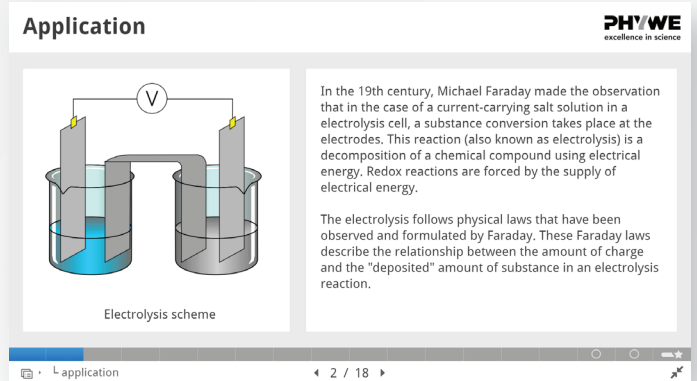 Application
PHYWE
excellence in science
V
Electrolysis scheme
In the 19th century, Michael Faraday made the observation
that in the case of a current-carrying salt solution in a
electrolysis cell, a substance conversion takes place at the
electrodes. This reaction (also known as electrolysis) is a
decomposition of a chemical compound using electrical
energy. Redox reactions are forced by the supply of
electrical energy.
The electrolysis follows physical laws that have been
observed and formulated by Faraday. These Faraday laws
describe the relationship between the amount of charge
and the "deposited" amount of substance in an electrolysis
reaction.
application
2 / 18